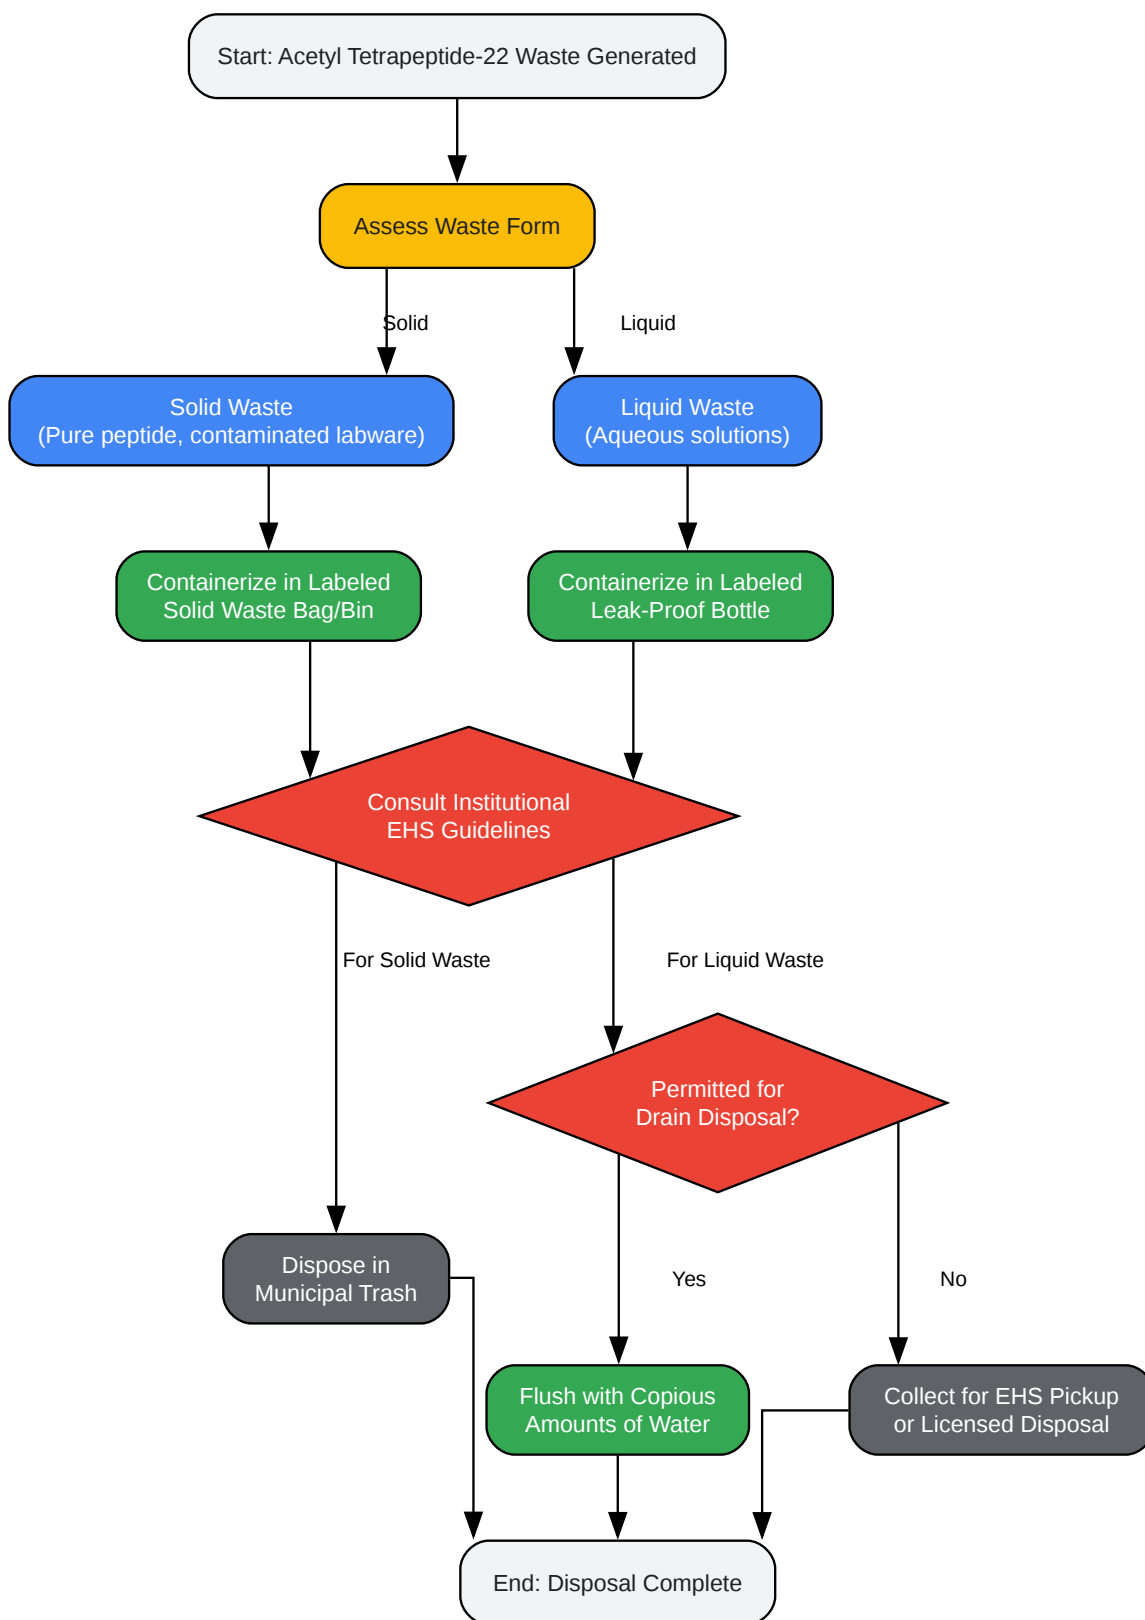 Start: Acetyl Tetrapeptide-22 Waste Generated
Assess Waste Form
Solid
Liquid
Solid Waste
(Pure peptide, contaminated labware)
Liquid Waste
(Aqueous solutions)
Containerize in Labeled
Solid Waste Bag/Bin
Containerize in Labeled
Leak-Proof Bottle
Consult Institutional
EHS Guidelines
For Solid Waste
For Liquid Waste
Permitted for
Drain Disposal?
Dispose in
Municipal Trash
Yes
No
Flush with Copious
Amounts of Water
Collect for EHS Pickup
or Licensed Disposal
End: Disposal Complete